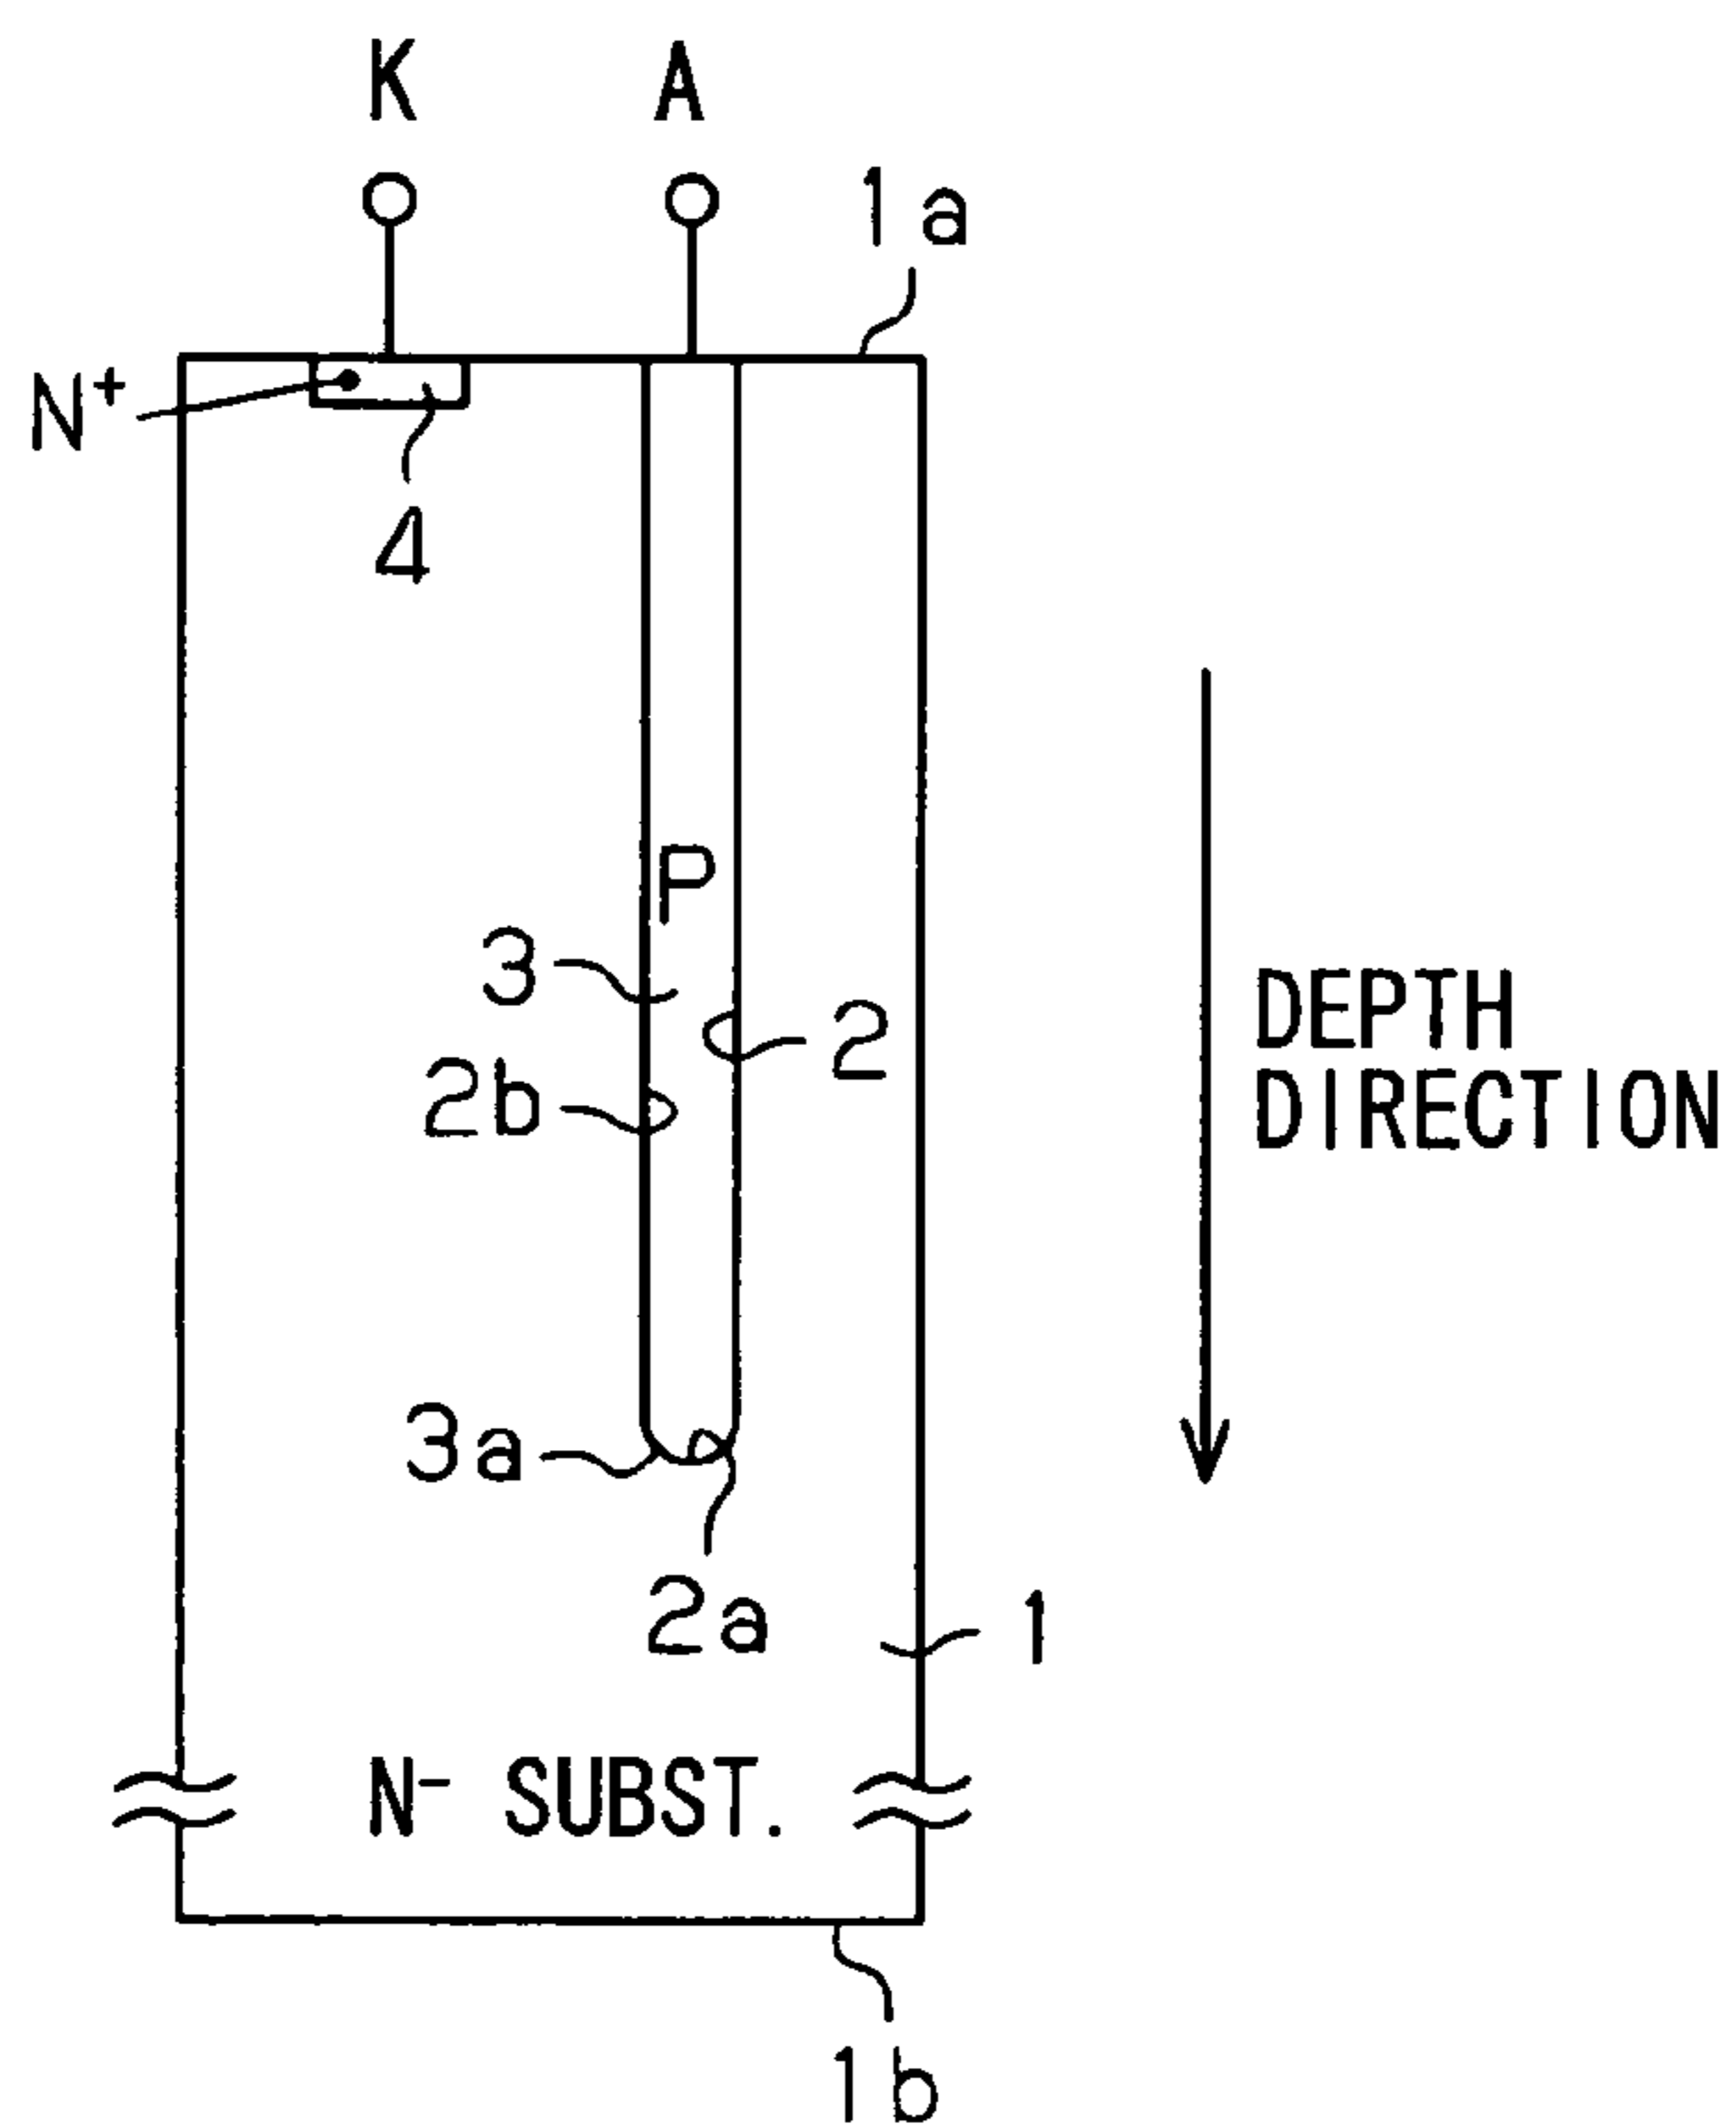 K A
1a
N+
4
P
3
2
2b
DEPTH
DIRECTION
3a
2a
1
N- SUBST.
1b